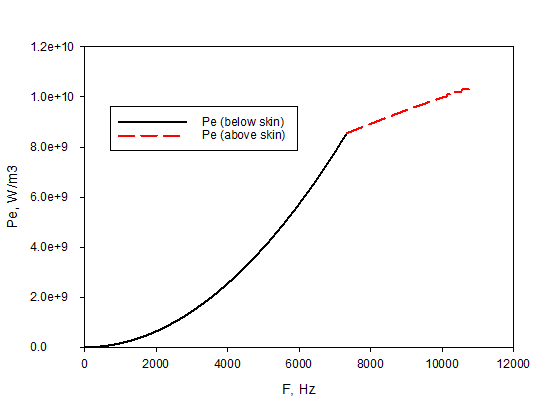 1.2e+10
1.0e+10
8.0e+9
6.0e+9
4.0e+9
2.0e+9
0.0
Pe, W/m3
Pe (below skin)
Pe (above skin)
0 2000 4000 6000 8000 10000 12000
F, Hz